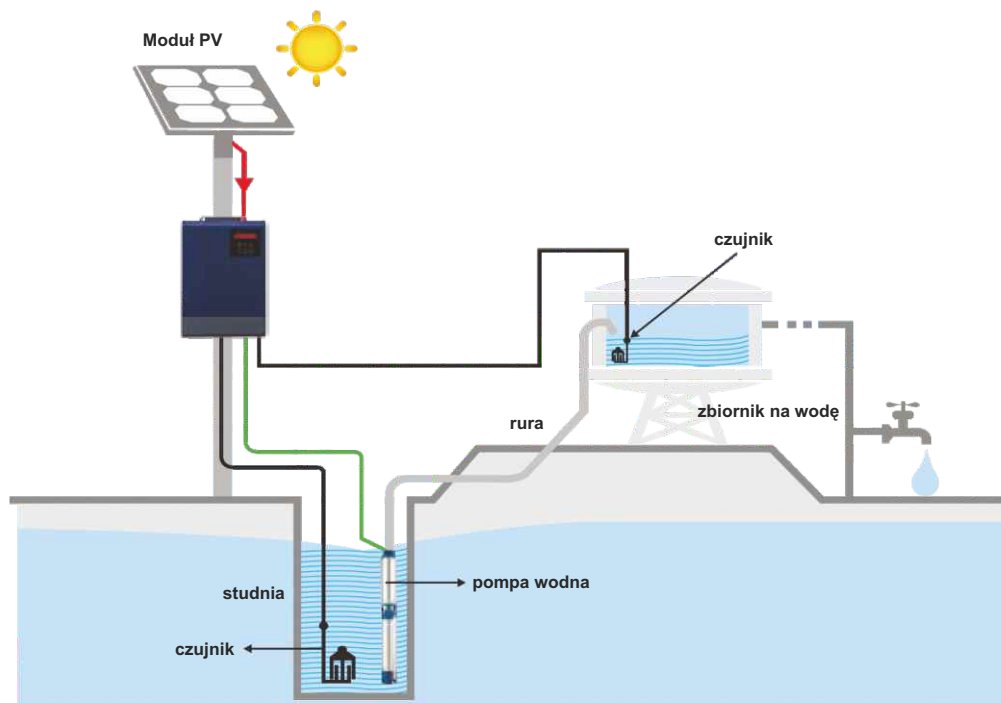 Moduł PV
czujnik
zbiornik na wodę
rura
pompa wodna
studnia
czujnik